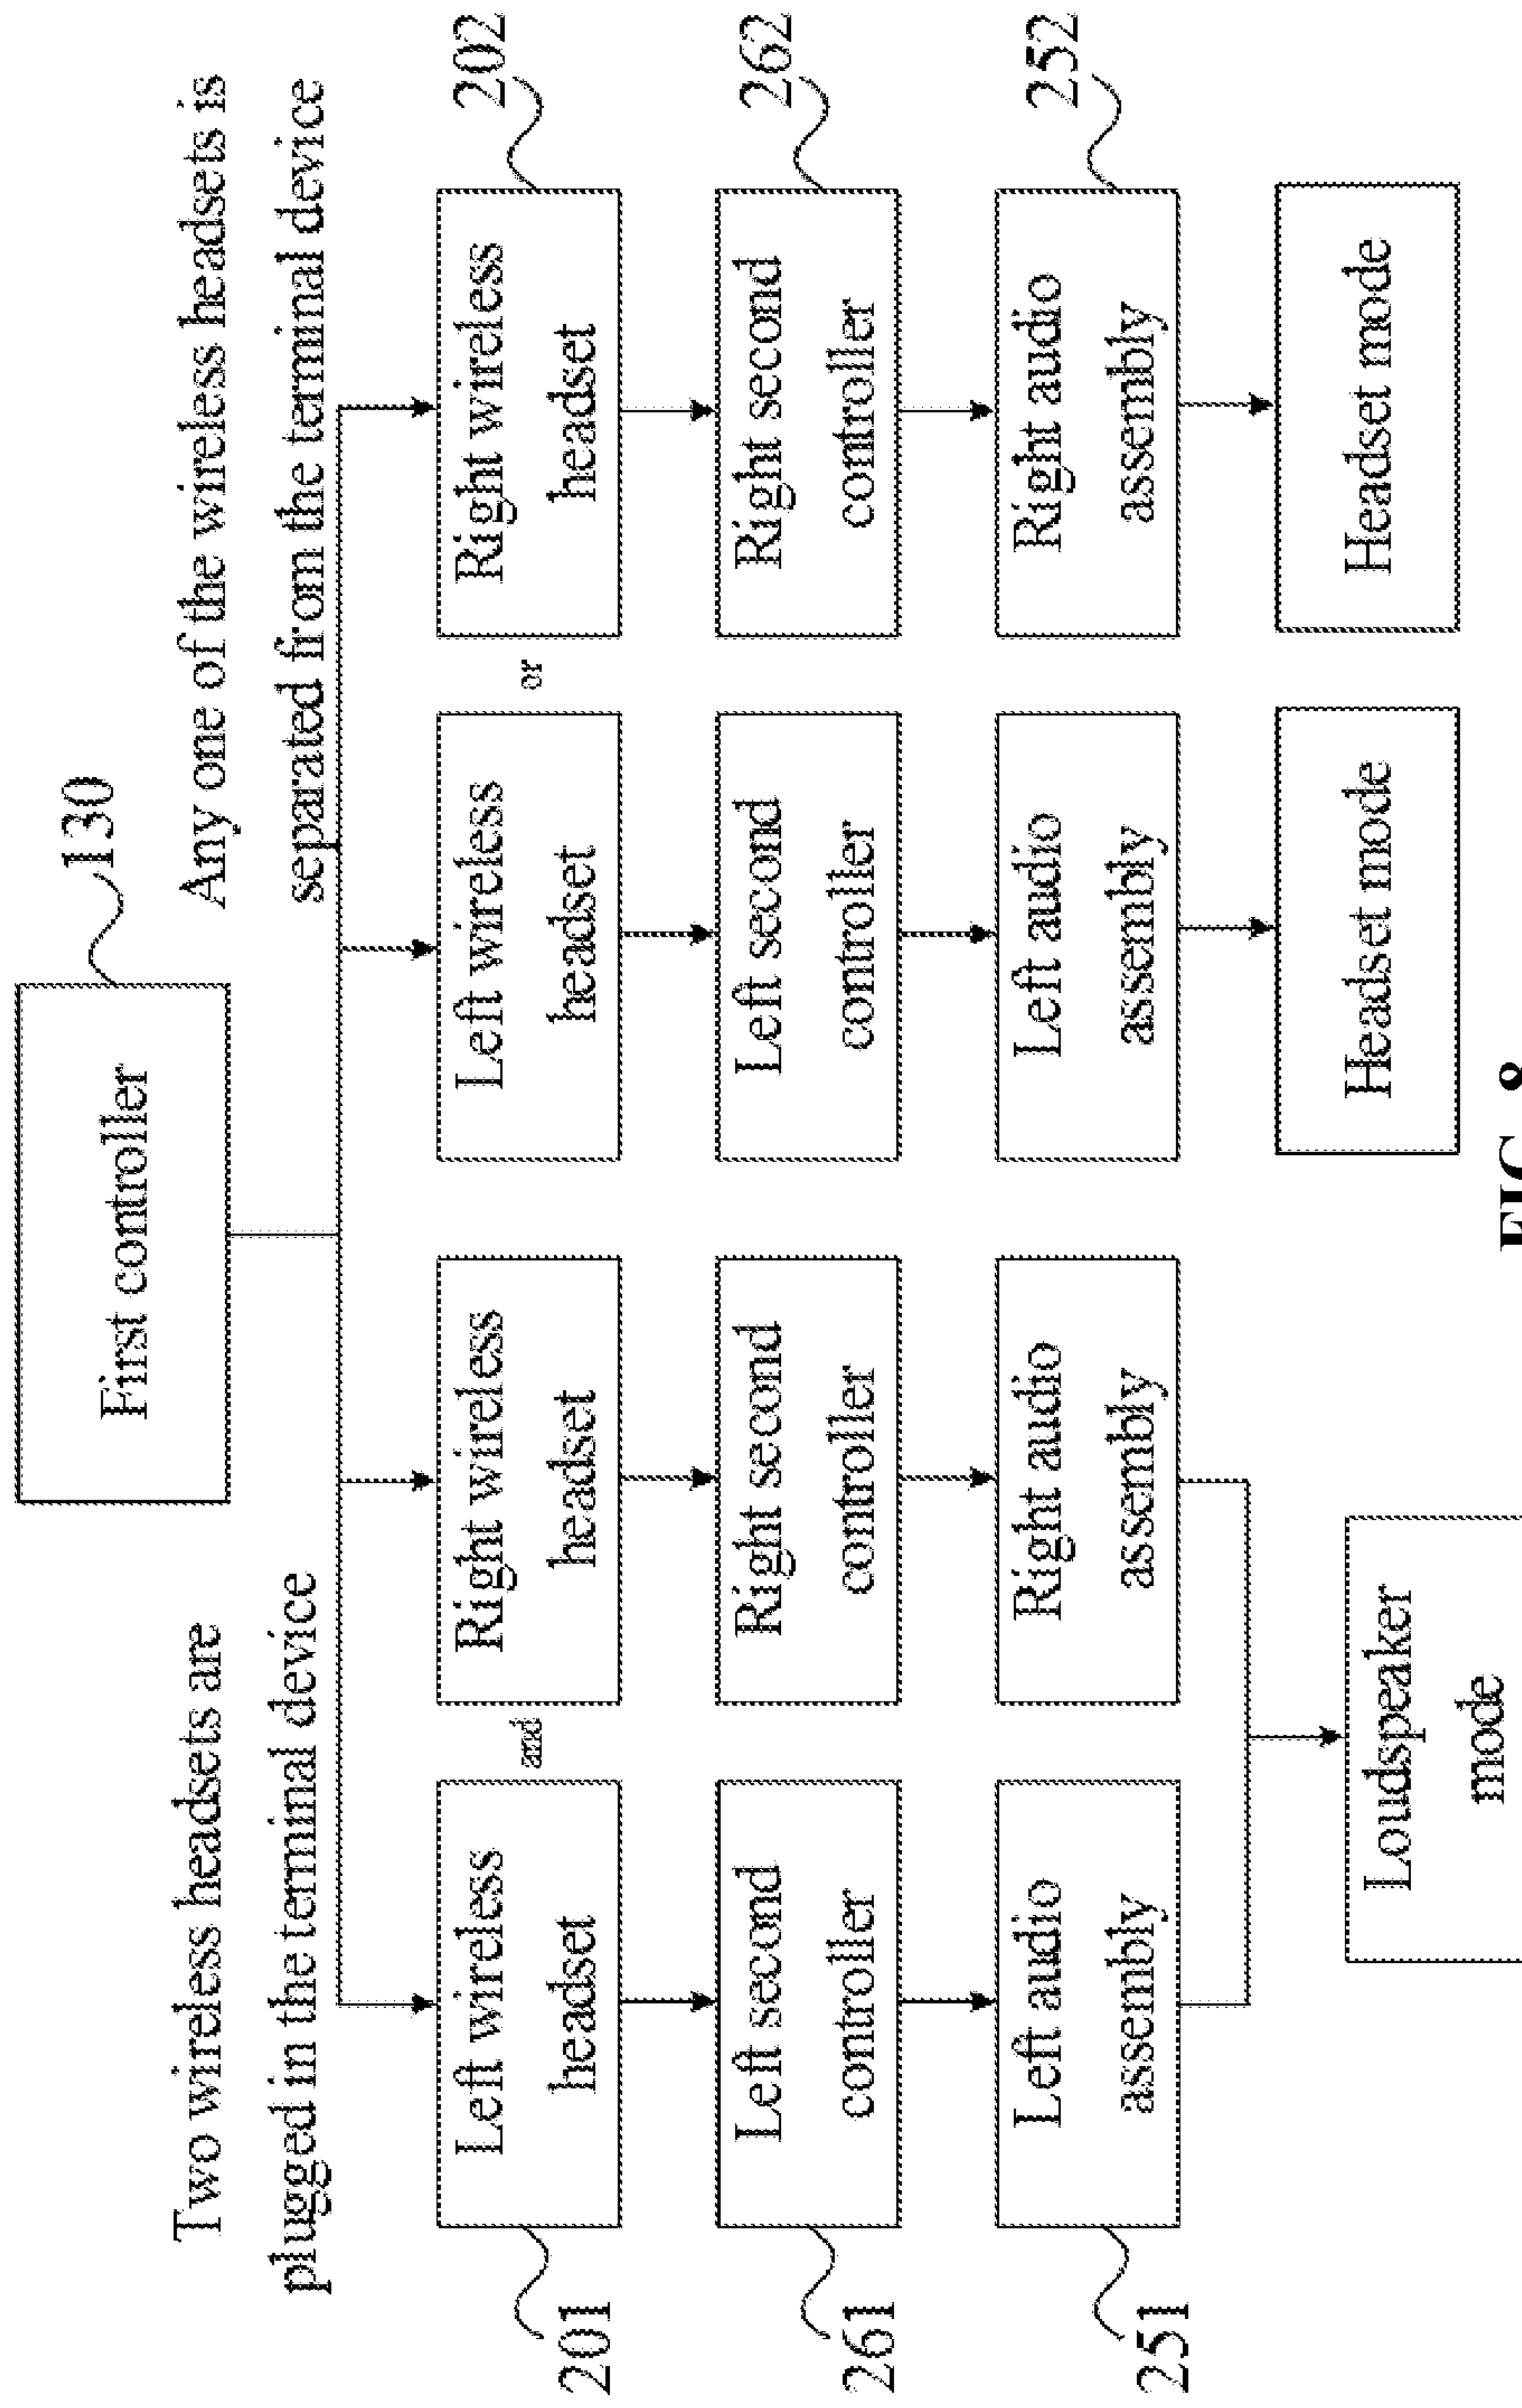 First controller
130
Two wireless headsets are
plugged in the terminal device
Any one of the wireless headsets is
separated from the terminal device
201
Left wireless
headset
and
Right wireless
headset
Left wireless
headset
or
Right wireless
headset
202
261
Left second
controller
Right second
controller
Left second
controller
Right second
controller
262
251
Left audio
assembly
Right audio
assembly
Left audio
assembly
Right audio
assembly
252
Loudspeaker
mode
Headset mode
Headset mode
FIG. 8